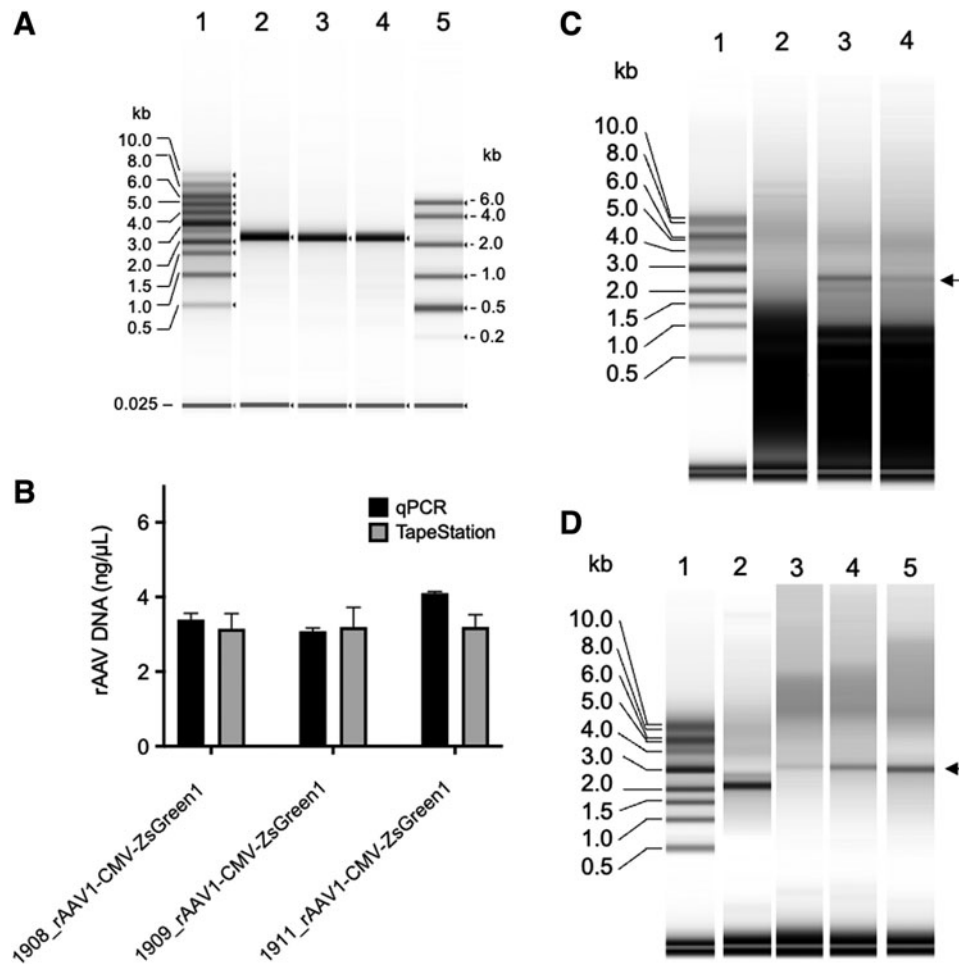 A
1 2 3 4 5
kb
10.0
8.0
6.0
5.0
4.0
3.0
2.0
1.5
1.0
0.5
0.025
kb
6.0
4.0
2.0
1.0
0.5
0.2
B
rAAV DNA (ng/µL)
6
4
2
0
qPCR
TapeStation
1908_rAAV1-CMV-ZsGreen1
1909_rAAV1-CMV-ZsGreen1
1911_rAAV1-CMV-ZsGreen1
C
1 2 3 4
kb
10.0
8.0
6.0
5.0
4.0
3.0
2.0
1.5
1.0
0.5
D
kb
1 2 3 4 5
10.0
8.0
6.0
5.0
4.0
3.0
2.0
1.5
1.0
0.5